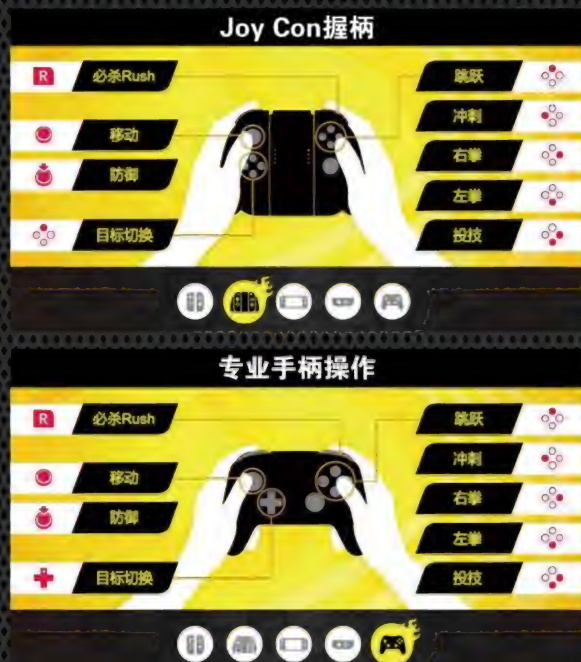 Joy Con握柄
R 必杀Rush
移动
防御
目标切换
跳跃
冲刺
右拳
左拳
投技
专业手柄操作
R 必杀Rush
移动
防御
目标切换
跳跃
冲刺
右拳
左拳
投技